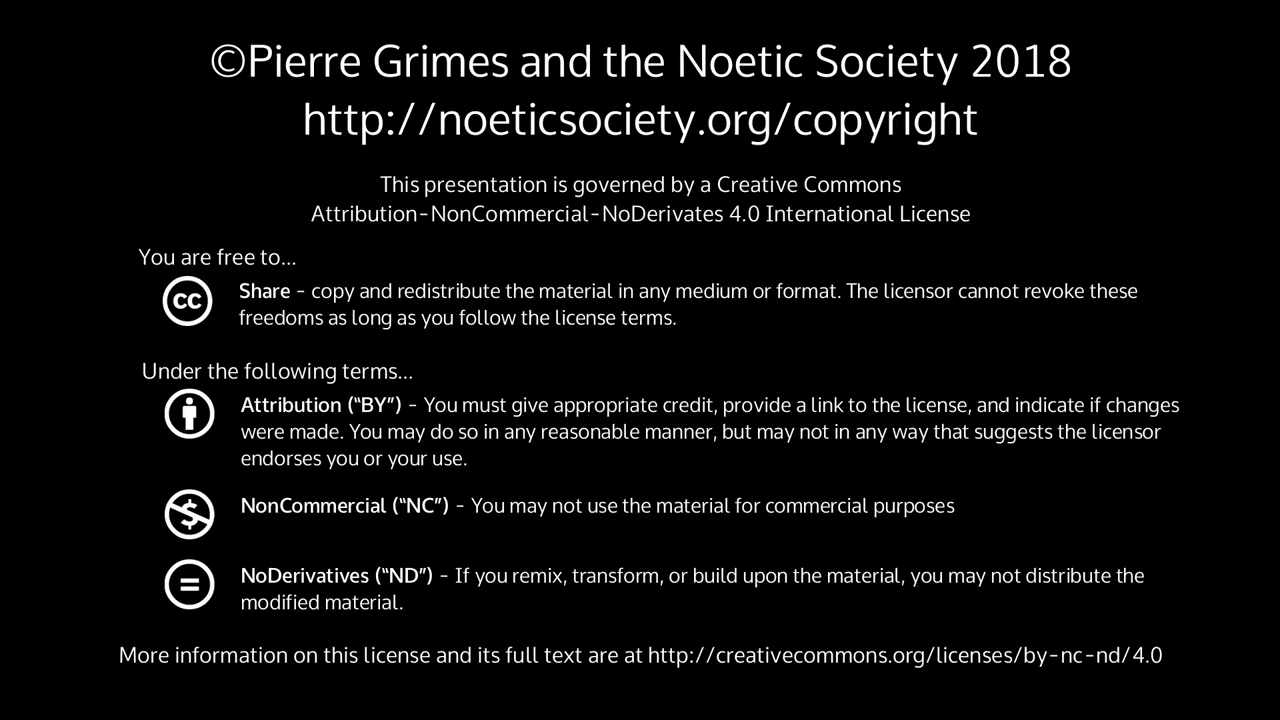 ©Pierre Grimes and the Noetic Society 2018
http://noeticsociety.org/copyright
This presentation is governed by a Creative Commons
Attribution-NonCommercial-NoDerivates 4.0 International License
You are free to...
cc
Share - copy and redistribute the material in any medium or format. The licensor cannot revoke these
freedoms as long as you follow the license terms.
Under the following terms...
Attribution (“BY”) - You must give appropriate credit, provide a link to the license, and indicate if changes
were made. You may do so in any reasonable manner, but may not in any way that suggests the licensor
endorses you or your use.
$
NonCommercial (“NC”) - You may not use the material for commercial purposes
=
NoDerivatives (“ND”) - If you remix, transform, or build upon the material, you may not distribute the
modified material.
More information on this license and its full text are at http://creativecommons.org/licenses/by-nc-nd/4.0